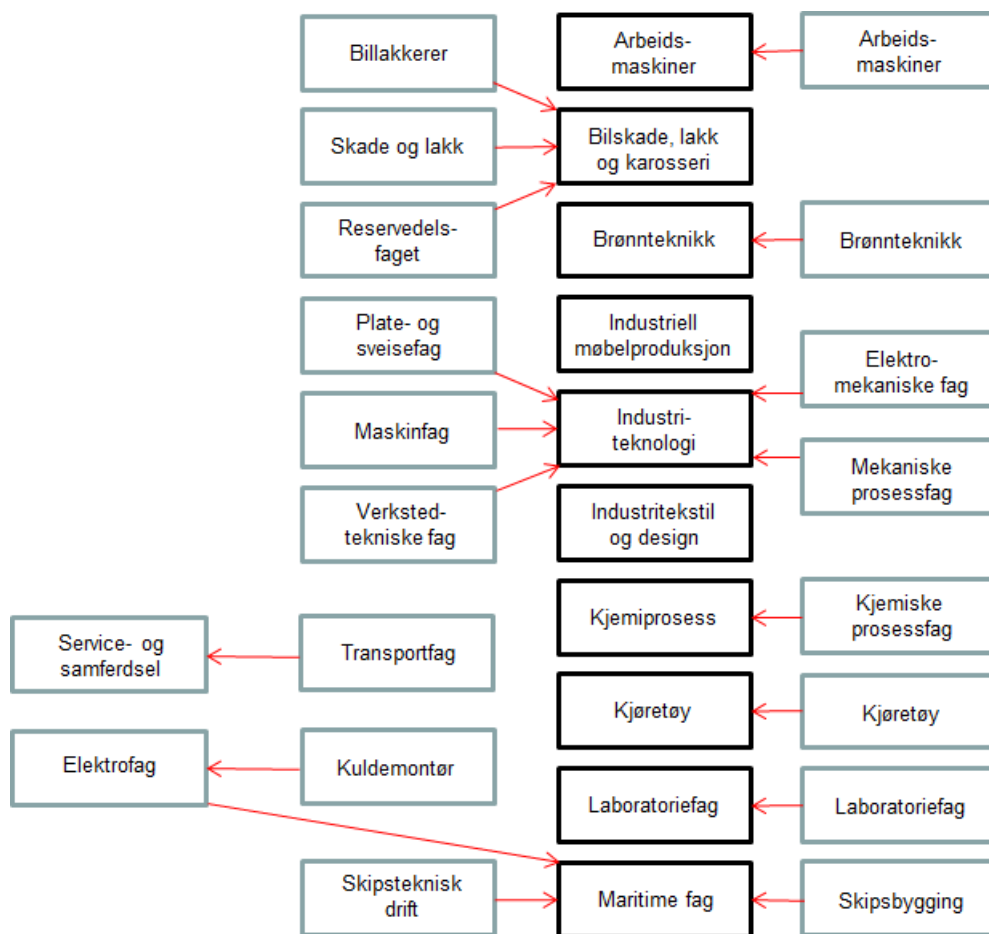 Billakkerer
Arbeids-
maskiner
Arbeids-
maskiner
Skade og lakk
Bilskade, lakk
og karosseri
Reservedels-
faget
Brønnteknikk
Brønnteknikk
Plate- og
sveisefag
Industriell
møbelproduksjon
Elektro-
mekaniske fag
Maskinfag
Industri-
teknologi
Mekaniske
prosessfag
Verksted-
tekniske fag
Industritekstil
og design
Kjemiprosess
Kjemiske
prosessfag
Service- og
samferdsel
Transportfag
Kjøretøy
Kjøretøy
Elektrofag
Kuldemontør
Laboratoriefag
Laboratoriefag
Skipsteknisk
drift
Maritime fag
Skipsbygging